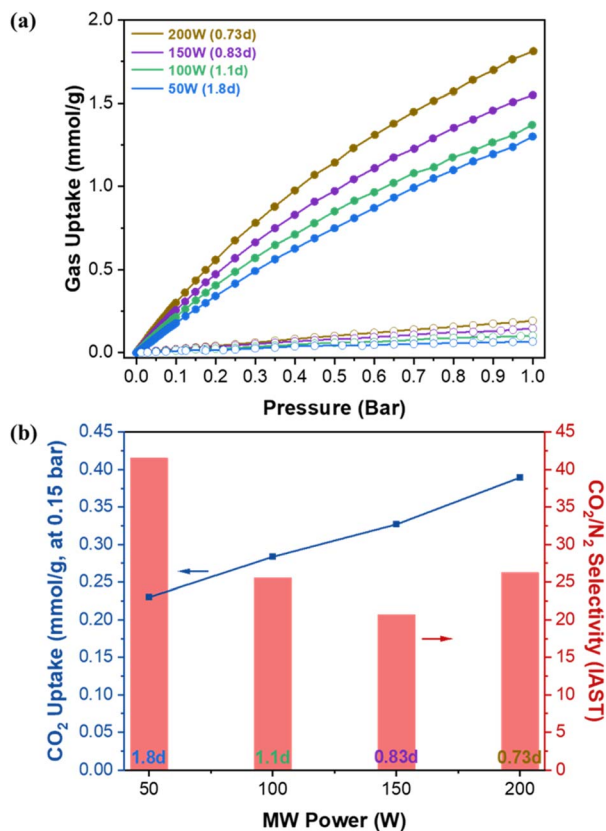 (a)
200W (0.73d)
150W (0.83d)
100W (1.1d)
50W (1.8d)
Gas Uptake (mmol/g)
2.0
1.5
1.0
0.5
0.0
0.0 0.1 0.2 0.3 0.4 0.5 0.6 0.7 0.8 0.9 1.0
Pressure (Bar)
(b)
CO₂ Uptake (mmol/g, at 0.15 bar)
0.45
0.40
0.35
0.30
0.25
0.20
0.15
0.10
0.05
0.00
45
40
35
30
25
20
15
10
5
0
CO₂/N₂ Selectivity (IAST)
1.8d 1.1d 0.83d 0.73d
50 100 150 200
MW Power (W)